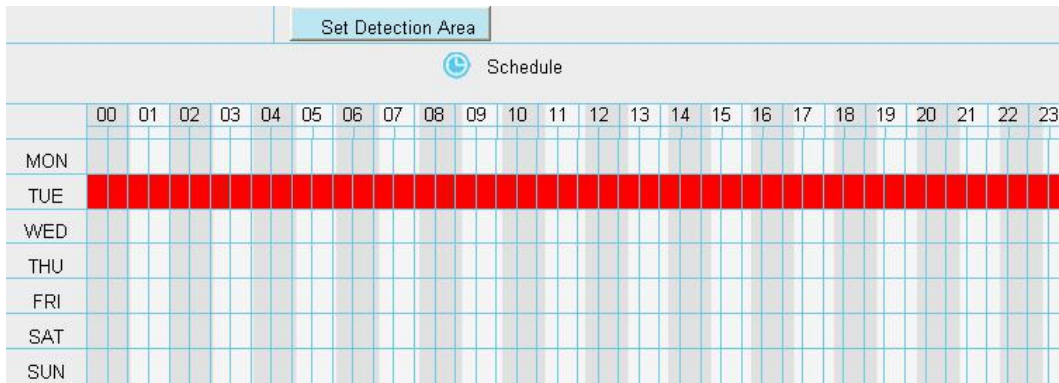 Set Detection Area
Schedule
00 01 02 03 04 05 06 07 08 09 10 11 12 13 14 15 16 17 18 19 20 21 22 23
MON
TUE
WED
THU
FRI
SAT
SUN